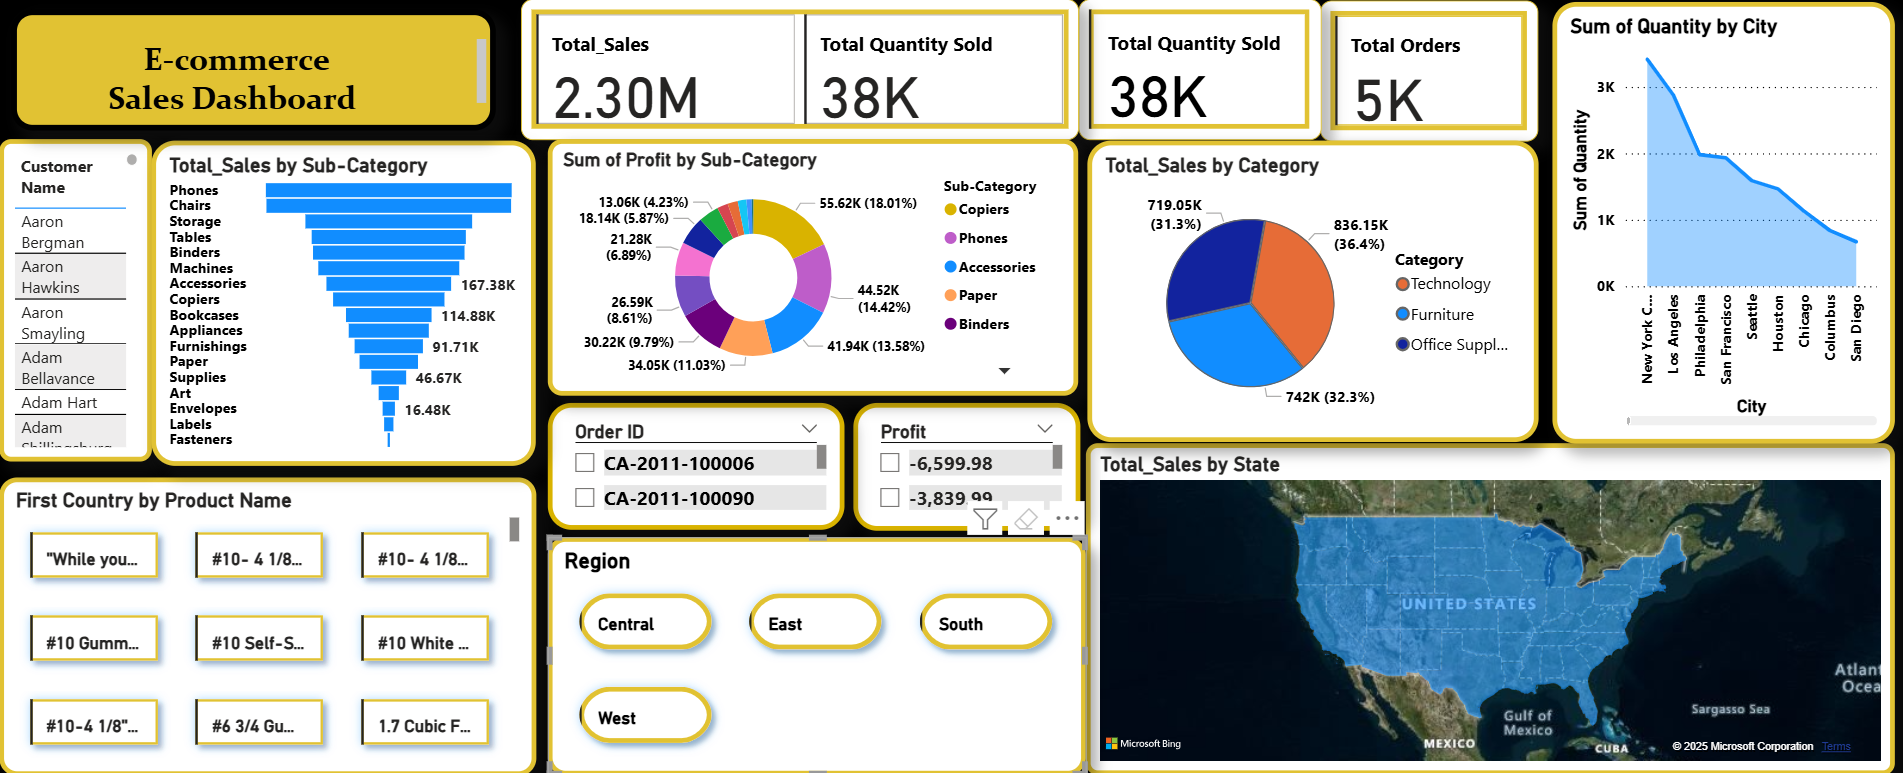 E-commerce
Sales Dashboard
Total_Sales
2.30M
Total Quantity Sold
38K
Total Quantity Sold
38K
Total Orders
5K
Sum of Quantity by City
3K
2K
1K
0K
Sum of Quantity
New York C...
Los Angeles
Philadelphia
San Francisco
Seattle
Houston
Chicago
Columbus
San Diego
City
Customer
Name
Aaron
Bergman
Aaron
Hawkins
Aaron
Smayling
Adam
Bellavance
Adam Hart
Adam
Total_Sales by Sub-Category
Phones
Chairs
Storage
Tables
Binders
Machines
Accessories 167.38K
Copiers
Bookcases 114.88K
Appliances
Furnishings 91.71K
Paper
Supplies 46.67K
Art
Envelopes 16.48K
Labels
Fasteners
Sum of Profit by Sub-Category
13.06K (4.23%)
18.14K (5.87%)
21.28K
(6.89%)
26.59K
(8.61%)
30.22K (9.79%)
34.05K (11.03%)
55.62K (18.01%)
44.52K
(14.42%)
41.94K (13.58%)
Sub-Category
Copiers
Phones
Accessories
Paper
Binders
Total_Sales by Category
719.05K
(31.3%)
836.15K
(36.4%)
742K (32.3%)
Category
Technology
Furniture
Office Suppl...
Order ID
CA-2011-100006
CA-2011-100090
Profit
-6,599.98
-3,839.99
First Country by Product Name
"While you...
#10- 4 1/8...
#10- 4 1/8...
#10 Gumm...
#10 Self-S...
#10 White ...
#10-4 1/8"...
#6 3/4 Gu...
1.7 Cubic F...
Region
Central
East
South
West
Total_Sales by State
UNITED STATES
Atlant
Ocea
Sargasso Sea
Gulf of
Mexico
MEXICO
CUBA
Microsoft Bing
© 2025 Microsoft Corporation Terms